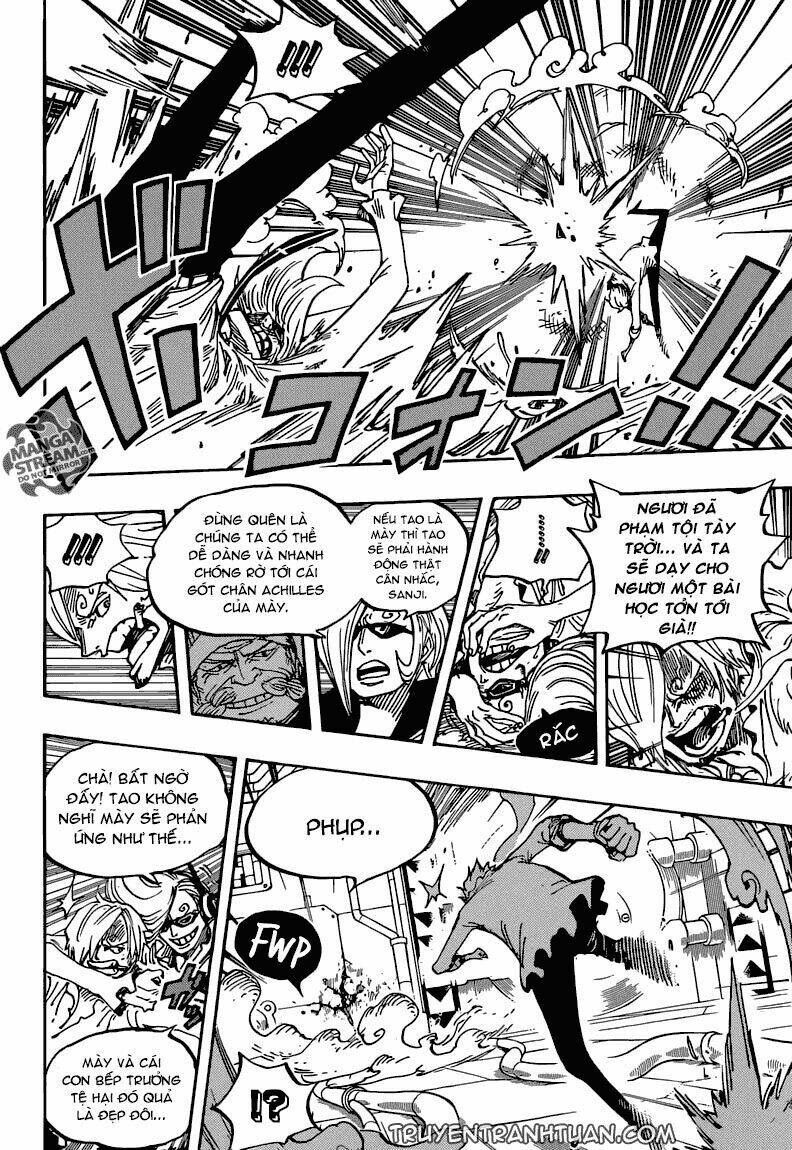 !!!
ドゴォン!!!
MANGA
STREAM
DO NOT MIRROR
NGƯƠI ĐÃ
PHẠM TỘI TÀY
TRỜI... VÀ TA
SẼ DẠY CHO
NGƯƠI MỘT BÀI
HỌC TỞN TỚI
GIÀ!!
......!!
RẮC
NẾU TAO LÀ
MÀY THÌ TAO
SẼ PHẢI HÀNH
ĐỘNG THẬT
CÂN NHẮC,
SANJI.
ĐỪNG QUÊN LÀ
CHÚNG TA CÓ THỂ
DỄ DÀNG VÀ NHANH
CHÓNG RỜ TỚI CÁI
GÓT CHÂN ACHILLES
CỦA MÀY.
!!!
PHỤP...
FWP
!?
CHÀ! BẤT NGỜ
ĐẤY! TAO KHÔNG
NGHĨ MÀY SẼ PHẢN
ỨNG NHƯ THẾ...
MÀY VÀ CÁI
CON BẾP TRƯỞNG
TỆ HẠI ĐÓ QUẢ
LÀ ĐẸP ĐÔI...
TRUYENTRANHTUAN.COM